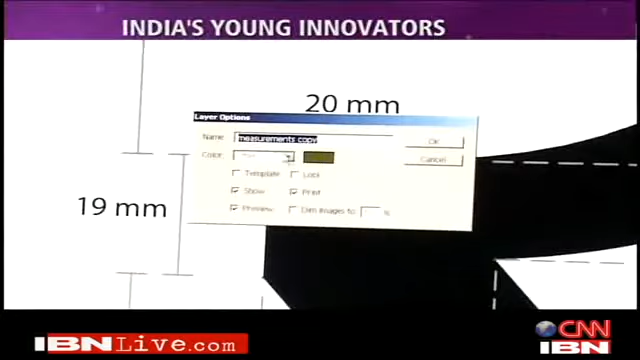 INDIA'S YOUNG INNOVATORS
20 mm
Layer Options
Name: measurements copy
OK
Color:
Cancel
Template
Lock
Show
Print
Preview
Dim Images to
%
19 mm
IBNLive.com
CNN
IBN